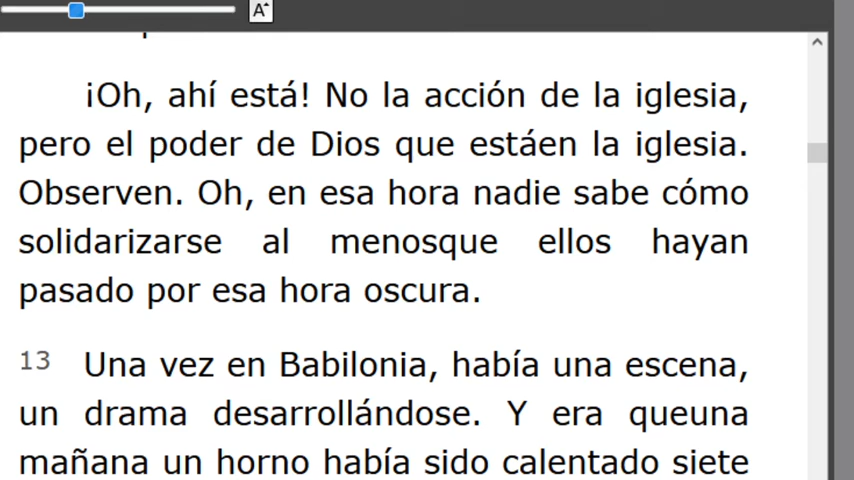 A
¡Oh, ahí está! No la acción de la iglesia,
pero el poder de Dios que estáen la iglesia.
Observen. Oh, en esa hora nadie sabe cómo
solidarizarse al menosque ellos hayan
pasado por esa hora oscura.
13 Una vez en Babilonia, había una escena,
un drama desarrollándose. Y era queuna
mañana un horno había sido calentado siete